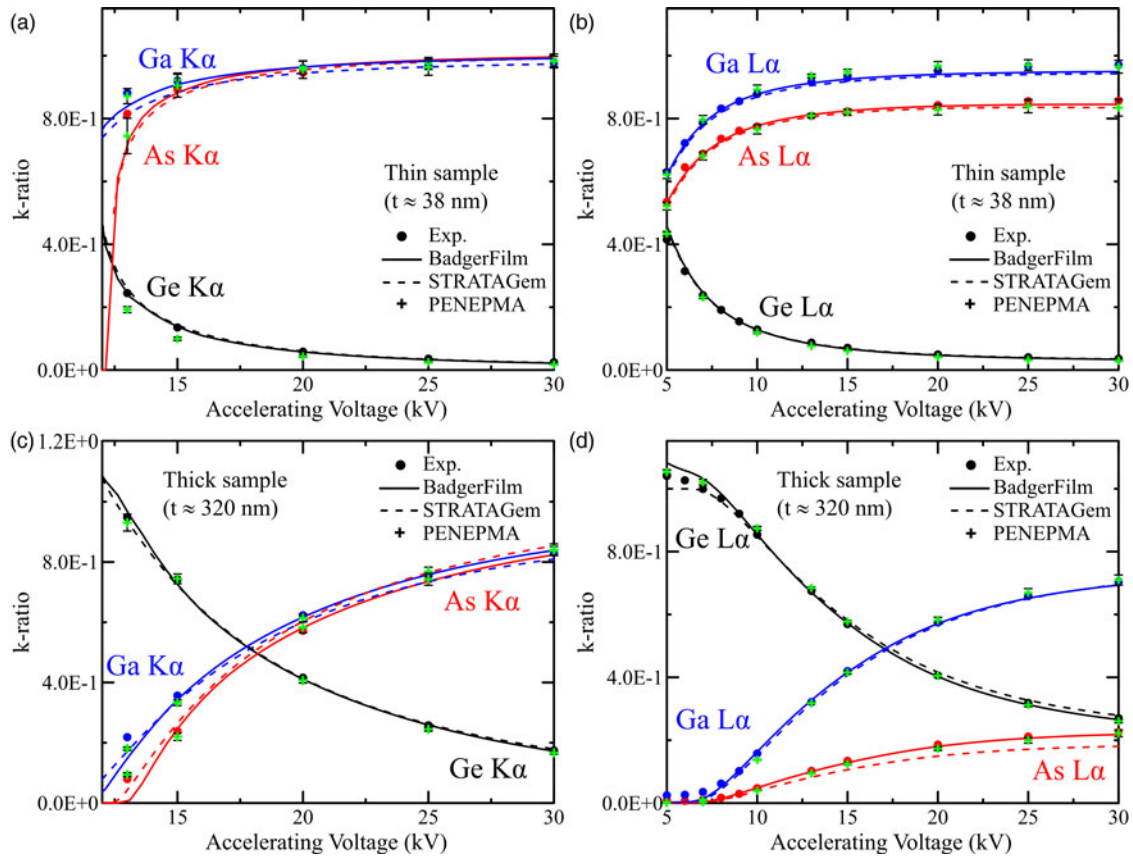 (a)
k-ratio
8.0E-1
4.0E-1
0.0E+0
Ga Kα
As Kα
Ge Kα
Thin sample
(t ≈ 38 nm)
Exp.
BadgerFilm
STRATAGem
PENEPMA
15 20 25 30
Accelerating Voltage (kV)
(b)
k-ratio
8.0E-1
4.0E-1
0.0E+0
Ga Lα
As Lα
Ge Lα
Thin sample
(t ≈ 38 nm)
Exp.
BadgerFilm
STRATAGem
PENEPMA
5 10 15 20 25 30
Accelerating Voltage (kV)
(c)
k-ratio
1.2E+0
8.0E-1
4.0E-1
0.0E+0
Thick sample
(t ≈ 320 nm)
Exp.
BadgerFilm
STRATAGem
PENEPMA
Ga Kα
As Kα
Ge Kα
15 20 25 30
Accelerating Voltage (kV)
(d)
k-ratio
8.0E-1
4.0E-1
0.0E+0
Thick sample
(t ≈ 320 nm)
Exp.
BadgerFilm
STRATAGem
PENEPMA
Ge Lα
Ga Lα
As Lα
5 10 15 20 25 30
Accelerating Voltage (kV)